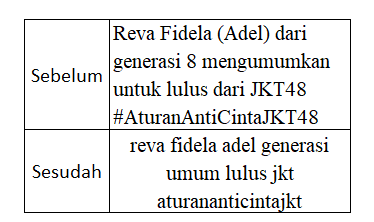 Sebelum
Reva Fidela (Adel) dari
generasi 8 mengumumkan
untuk lulus dari JKT48
#AturanAntiCintaJKT48
Sesudah
reva fidela adel generasi
umum lulus jkt
aturananticintajkt